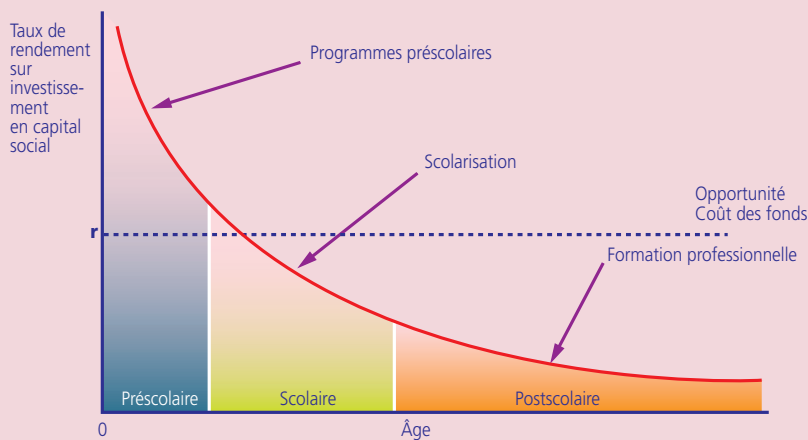 Taux de
rendement
sur
investisse-
ment
en capital
social
Programmes préscolaires
Scolarisation
Opportunité
Coût des fonds
r
Formation professionnelle
Préscolaire
Scolaire
Postscolaire
0
Âge